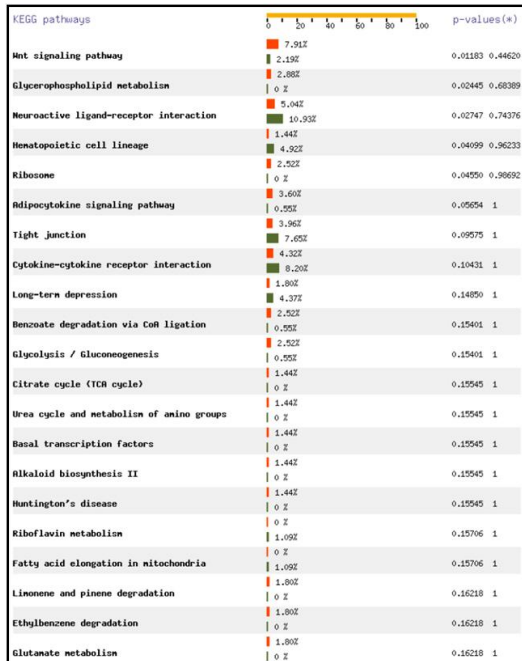 KEGG pathways
0 20 40 60 80 100
p-values(*)
7.91%
Wnt signaling pathway 2.19% 0.01183 0.44620
2.88%
Glycerophospholipid metabolism 0 % 0.02445 0.68389
5.04%
Neuroactive ligand-receptor interaction 10.93% 0.02747 0.74376
1.44%
Hematopoietic cell lineage 4.92% 0.04099 0.96233
2.52%
Ribosome 0 % 0.04550 0.98692
3.60%
Adipocytokine signaling pathway 0.55% 0.05654 1
3.96%
Tight junction 7.65% 0.09575 1
4.32%
Cytokine-cytokine receptor interaction 8.20% 0.10431 1
1.80%
Long-term depression 4.37% 0.14850 1
2.52%
Benzoate degradation via CoA ligation 0.55% 0.15401 1
2.52%
Glycolysis / Gluconeogenesis 0.55% 0.15401 1
1.44%
Citrate cycle (TCA cycle) 0 % 0.15545 1
1.44%
Urea cycle and metabolism of amino groups 0 % 0.15545 1
1.44%
Basal transcription factors 0 % 0.15545 1
1.44%
Alkaloid biosynthesis II 0 % 0.15545 1
1.44%
Huntington's disease 0 % 0.15545 1
0 %
Riboflavin metabolism 1.09% 0.15706 1
0 %
Fatty acid elongation in mitochondria 1.09% 0.15706 1
1.80%
Limonene and pinene degradation 0 % 0.16218 1
1.80%
Ethylbenzene degradation 0 % 0.16218 1
1.80%
Glutamate metabolism 0 % 0.16218 1